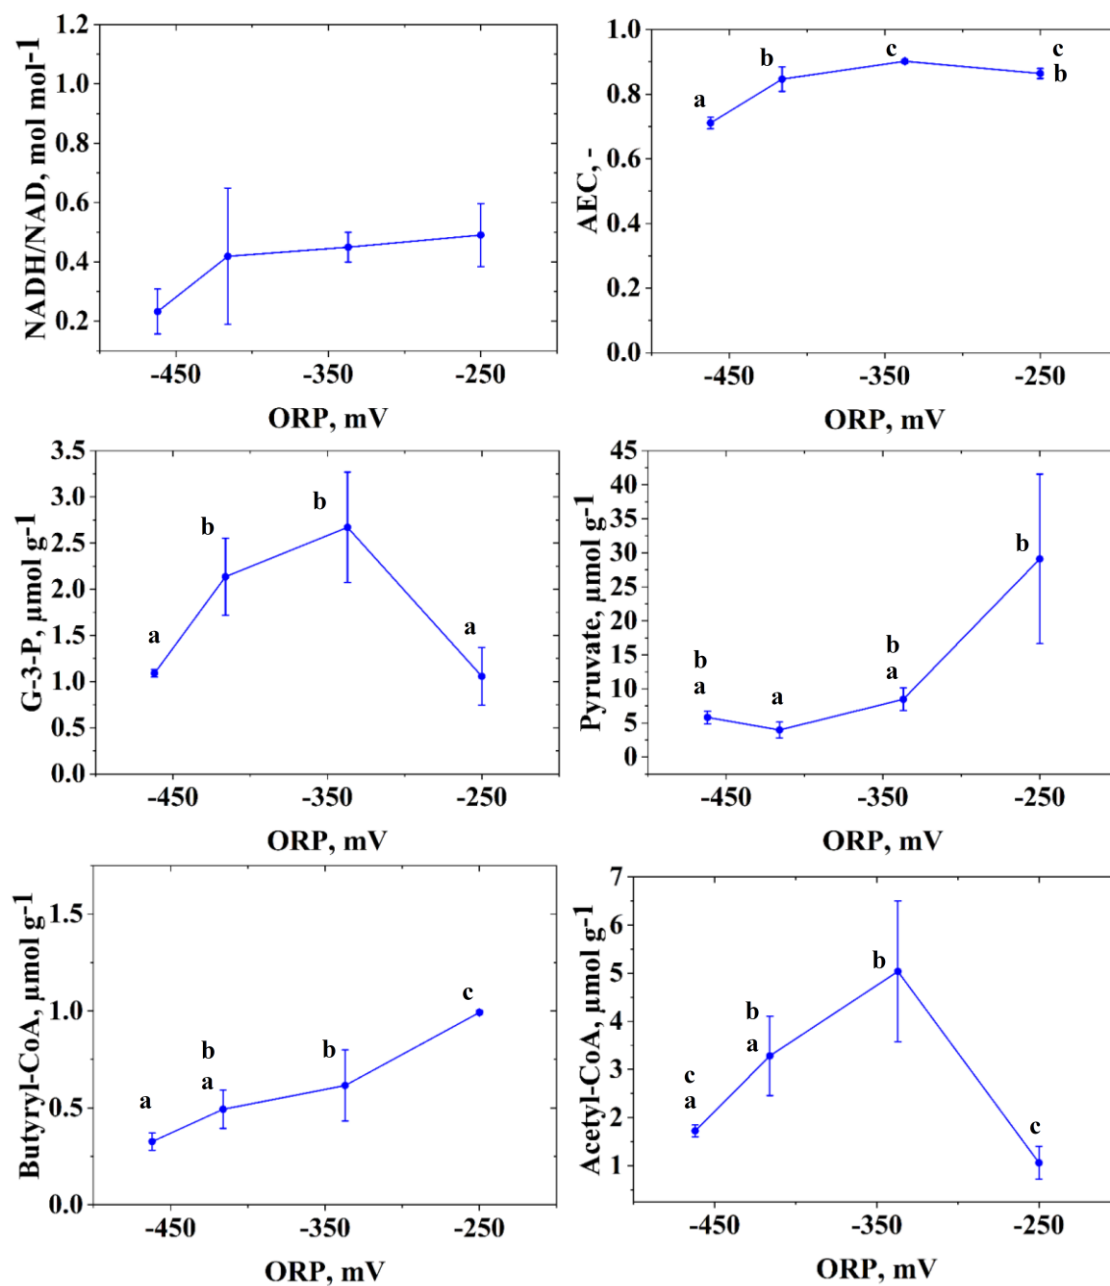 NADH/NAD, mol mol-1
1.2
1.0
0.8
0.6
0.4
0.2
-450
-350
-250
ORP, mV
AEC, -
1.0
0.8
0.6
0.4
0.2
0.0
a
b
c
c
b
-450
-350
-250
ORP, mV
G-3-P, μmol g-1
3.5
3.0
2.5
2.0
1.5
1.0
0.5
0.0
a
b
b
a
-450
-350
-250
ORP, mV
Pyruvate, μmol g-1
45
40
35
30
25
20
15
10
5
0
b
a
a
b
a
b
-450
-350
-250
ORP, mV
Butyryl-CoA, μmol g-1
1.5
1.0
0.5
0.0
a
b
a
b
c
-450
-350
-250
ORP, mV
Acetyl-CoA, μmol g-1
7
6
5
4
3
2
1
c
a
b
a
b
c
-450
-350
-250
ORP, mV